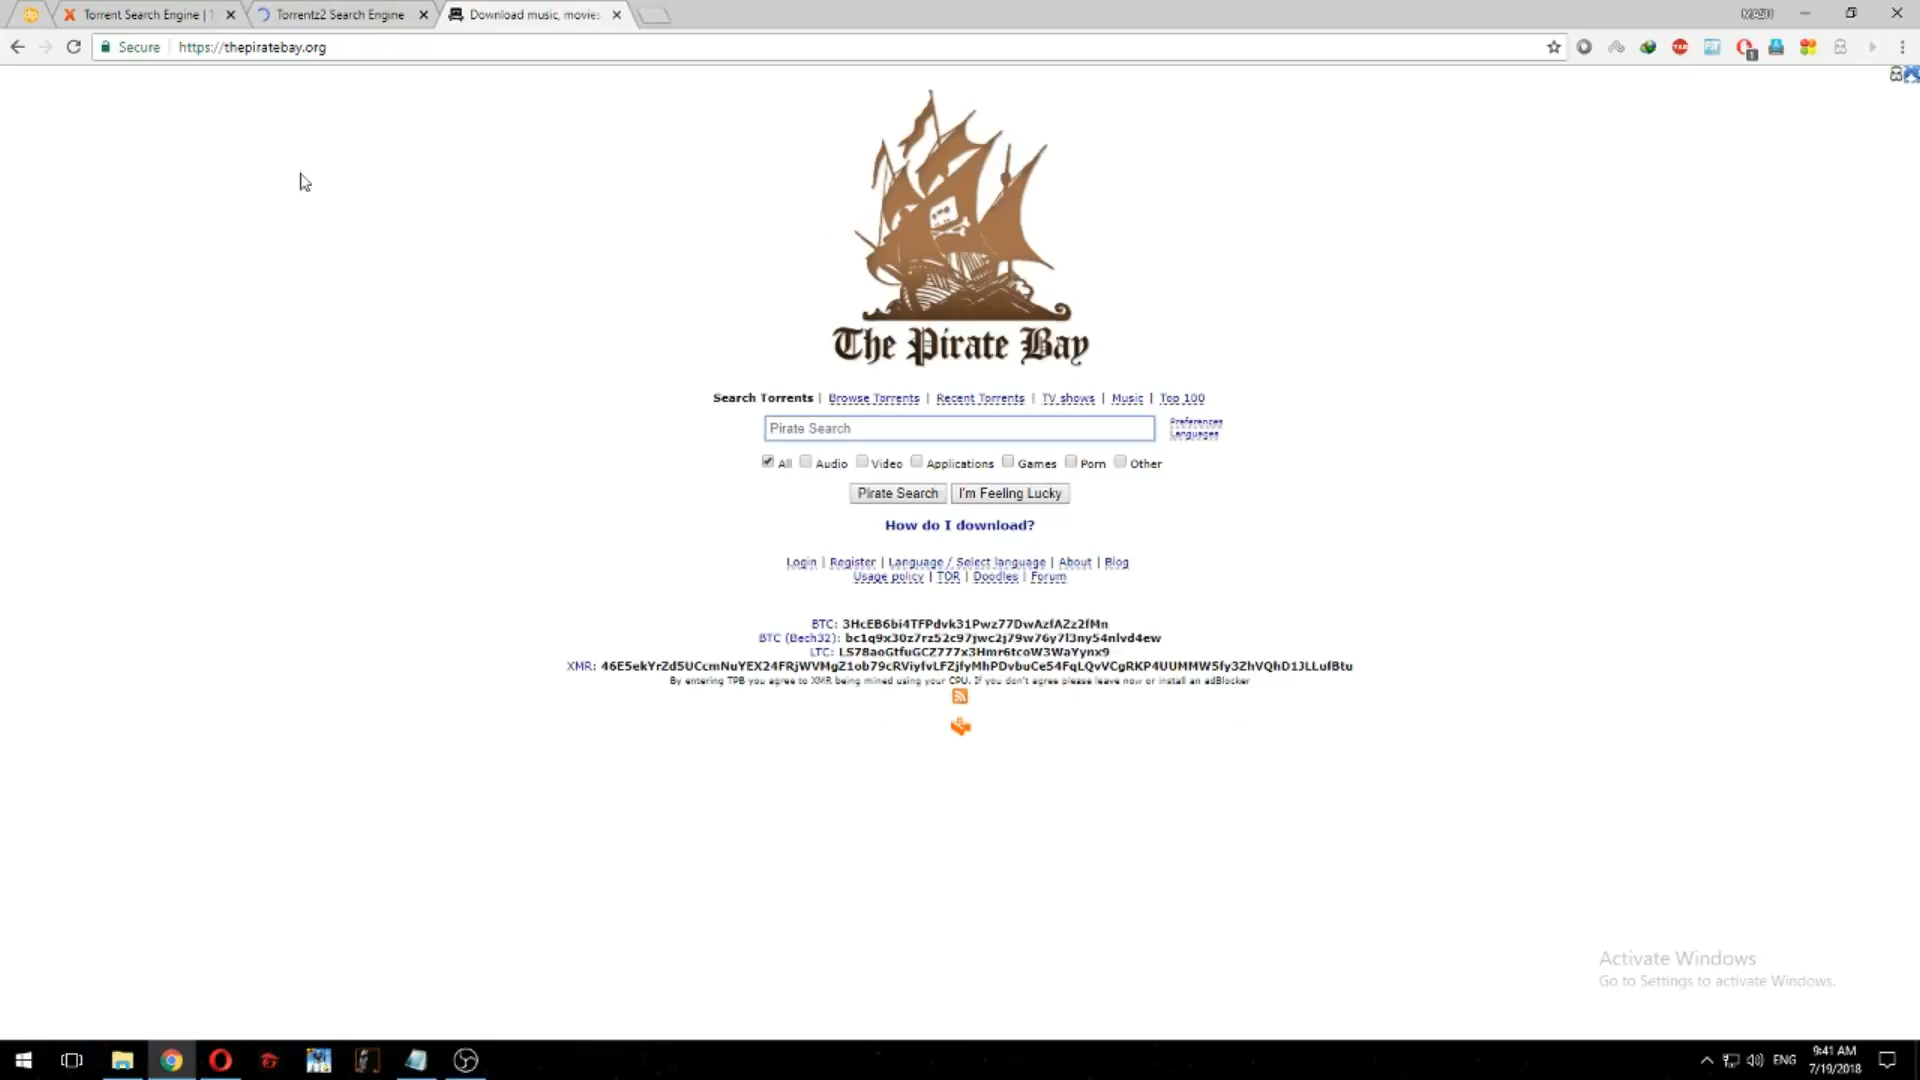 Torrent Search Engine | T
Torrentz2 Search Engine
Download music, movies
MASU
Secure
https://thepiratebay.org
1
The Pirate Bay
Search Torrents | Browse Torrents | Recent Torrents | TV shows | Music | Top 100
Pirate Search
Preferences
Languages
All Audio Video Applications Games Porn Other
Pirate Search I'm Feeling Lucky
How do I download?
Login | Register | Language / Select language | About | Blog
Usage policy | TOR | Doodles | Forum
BTC: 3HcEB6bi4TFPdvk31Pwz77DwAzfAZz2fMn
BTC (Bech32): bc1q9x30z7rz52c97jwc2j79w76y7l3ny54nlvd4ew
LTC: LS78aoGtfuGCZ777x3Hmr6tcoW3WaYynx9
XMR: 46E5ekYrZd5UCcmNuYEX24FRjWVMgZ1ob79cRViyfvLFZjfyMhPDvbuCe54FqLQvVCgRKP4UUMMW5fy3ZhVQhD1JLLufBtu
By entering TPB you agree to XMR being mined using your CPU. If you don't agree please leave now or install an adBlocker
Activate Windows
Go to Settings to activate Windows.
ENG
9:41 AM
7/19/2018